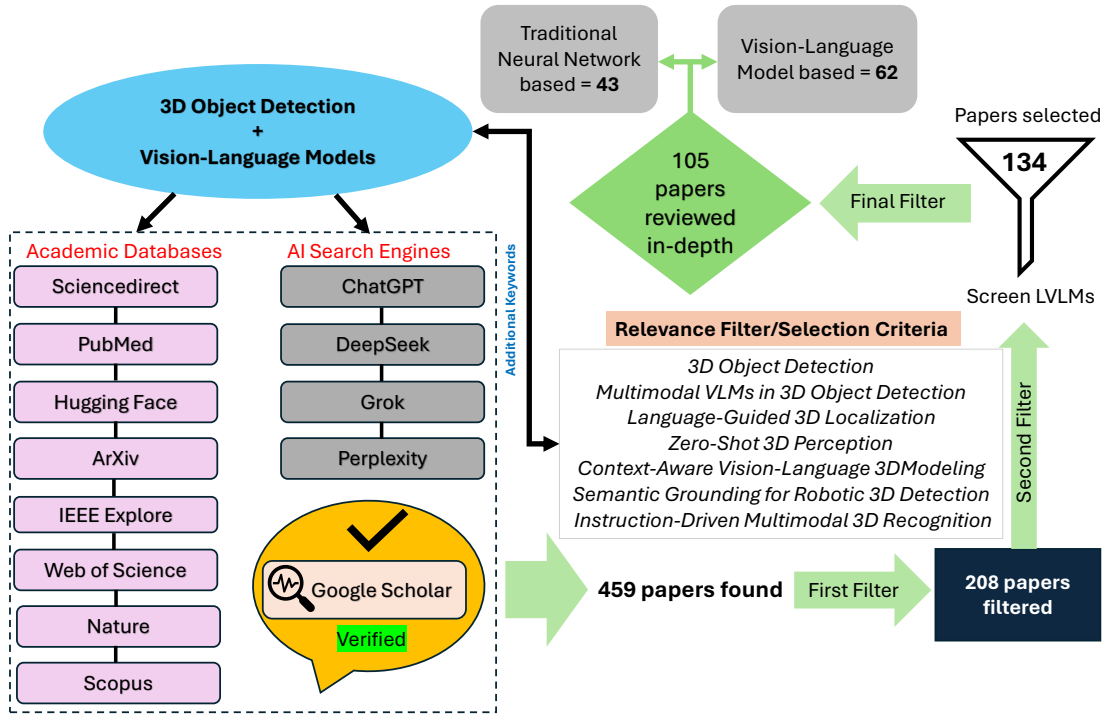 Traditional
Neural Network
based = 43
Vision-Language
Model based = 62
3D Object Detection
+
Vision-Language Models
Papers selected
134
105
papers
reviewed
in-depth
Final Filter
Screen LVLMs
Academic Databases
Sciencedirect
PubMed
Hugging Face
ArXiv
IEEE Explore
Web of Science
Nature
Scopus
AI Search Engines
ChatGPT
DeepSeek
Grok
Perplexity
Google Scholar
Verified
Additional Keywords
Relevance Filter/Selection Criteria
3D Object Detection
Multimodal VLMs in 3D Object Detection
Language-Guided 3D Localization
Zero-Shot 3D Perception
Context-Aware Vision-Language 3DModeling
Semantic Grounding for Robotic 3D Detection
Instruction-Driven Multimodal 3D Recognition
459 papers found
First Filter
208 papers
filtered
Second Filter